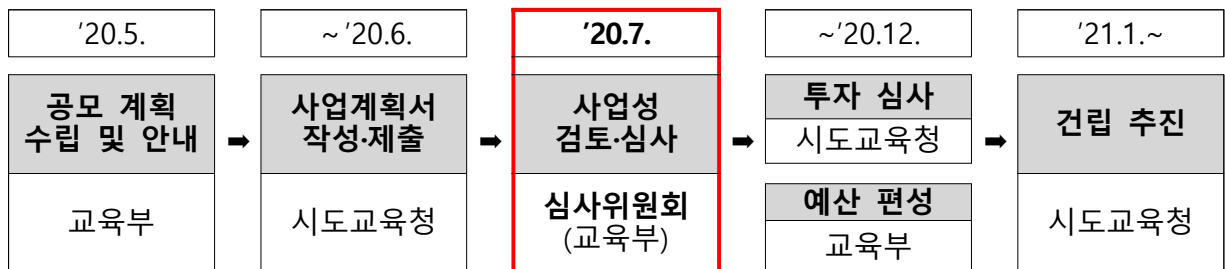 '20.5.
~'20.6.
'20.7.
~'20.12.
'21.1.~
공모 계획
수립 및 안내
교육부
➡
사업계획서
작성·제출
시도교육청
➡
사업성
검토·심사
심사위원회
(교육부)
➡
투자 심사
시도교육청
예산 편성
교육부
➡
건립 추진
시도교육청